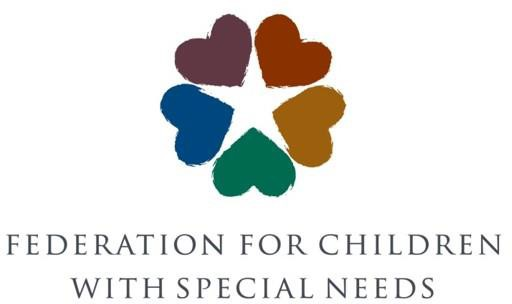 FEDERATION FOR CHILDREN
WITH SPECIAL NEEDS